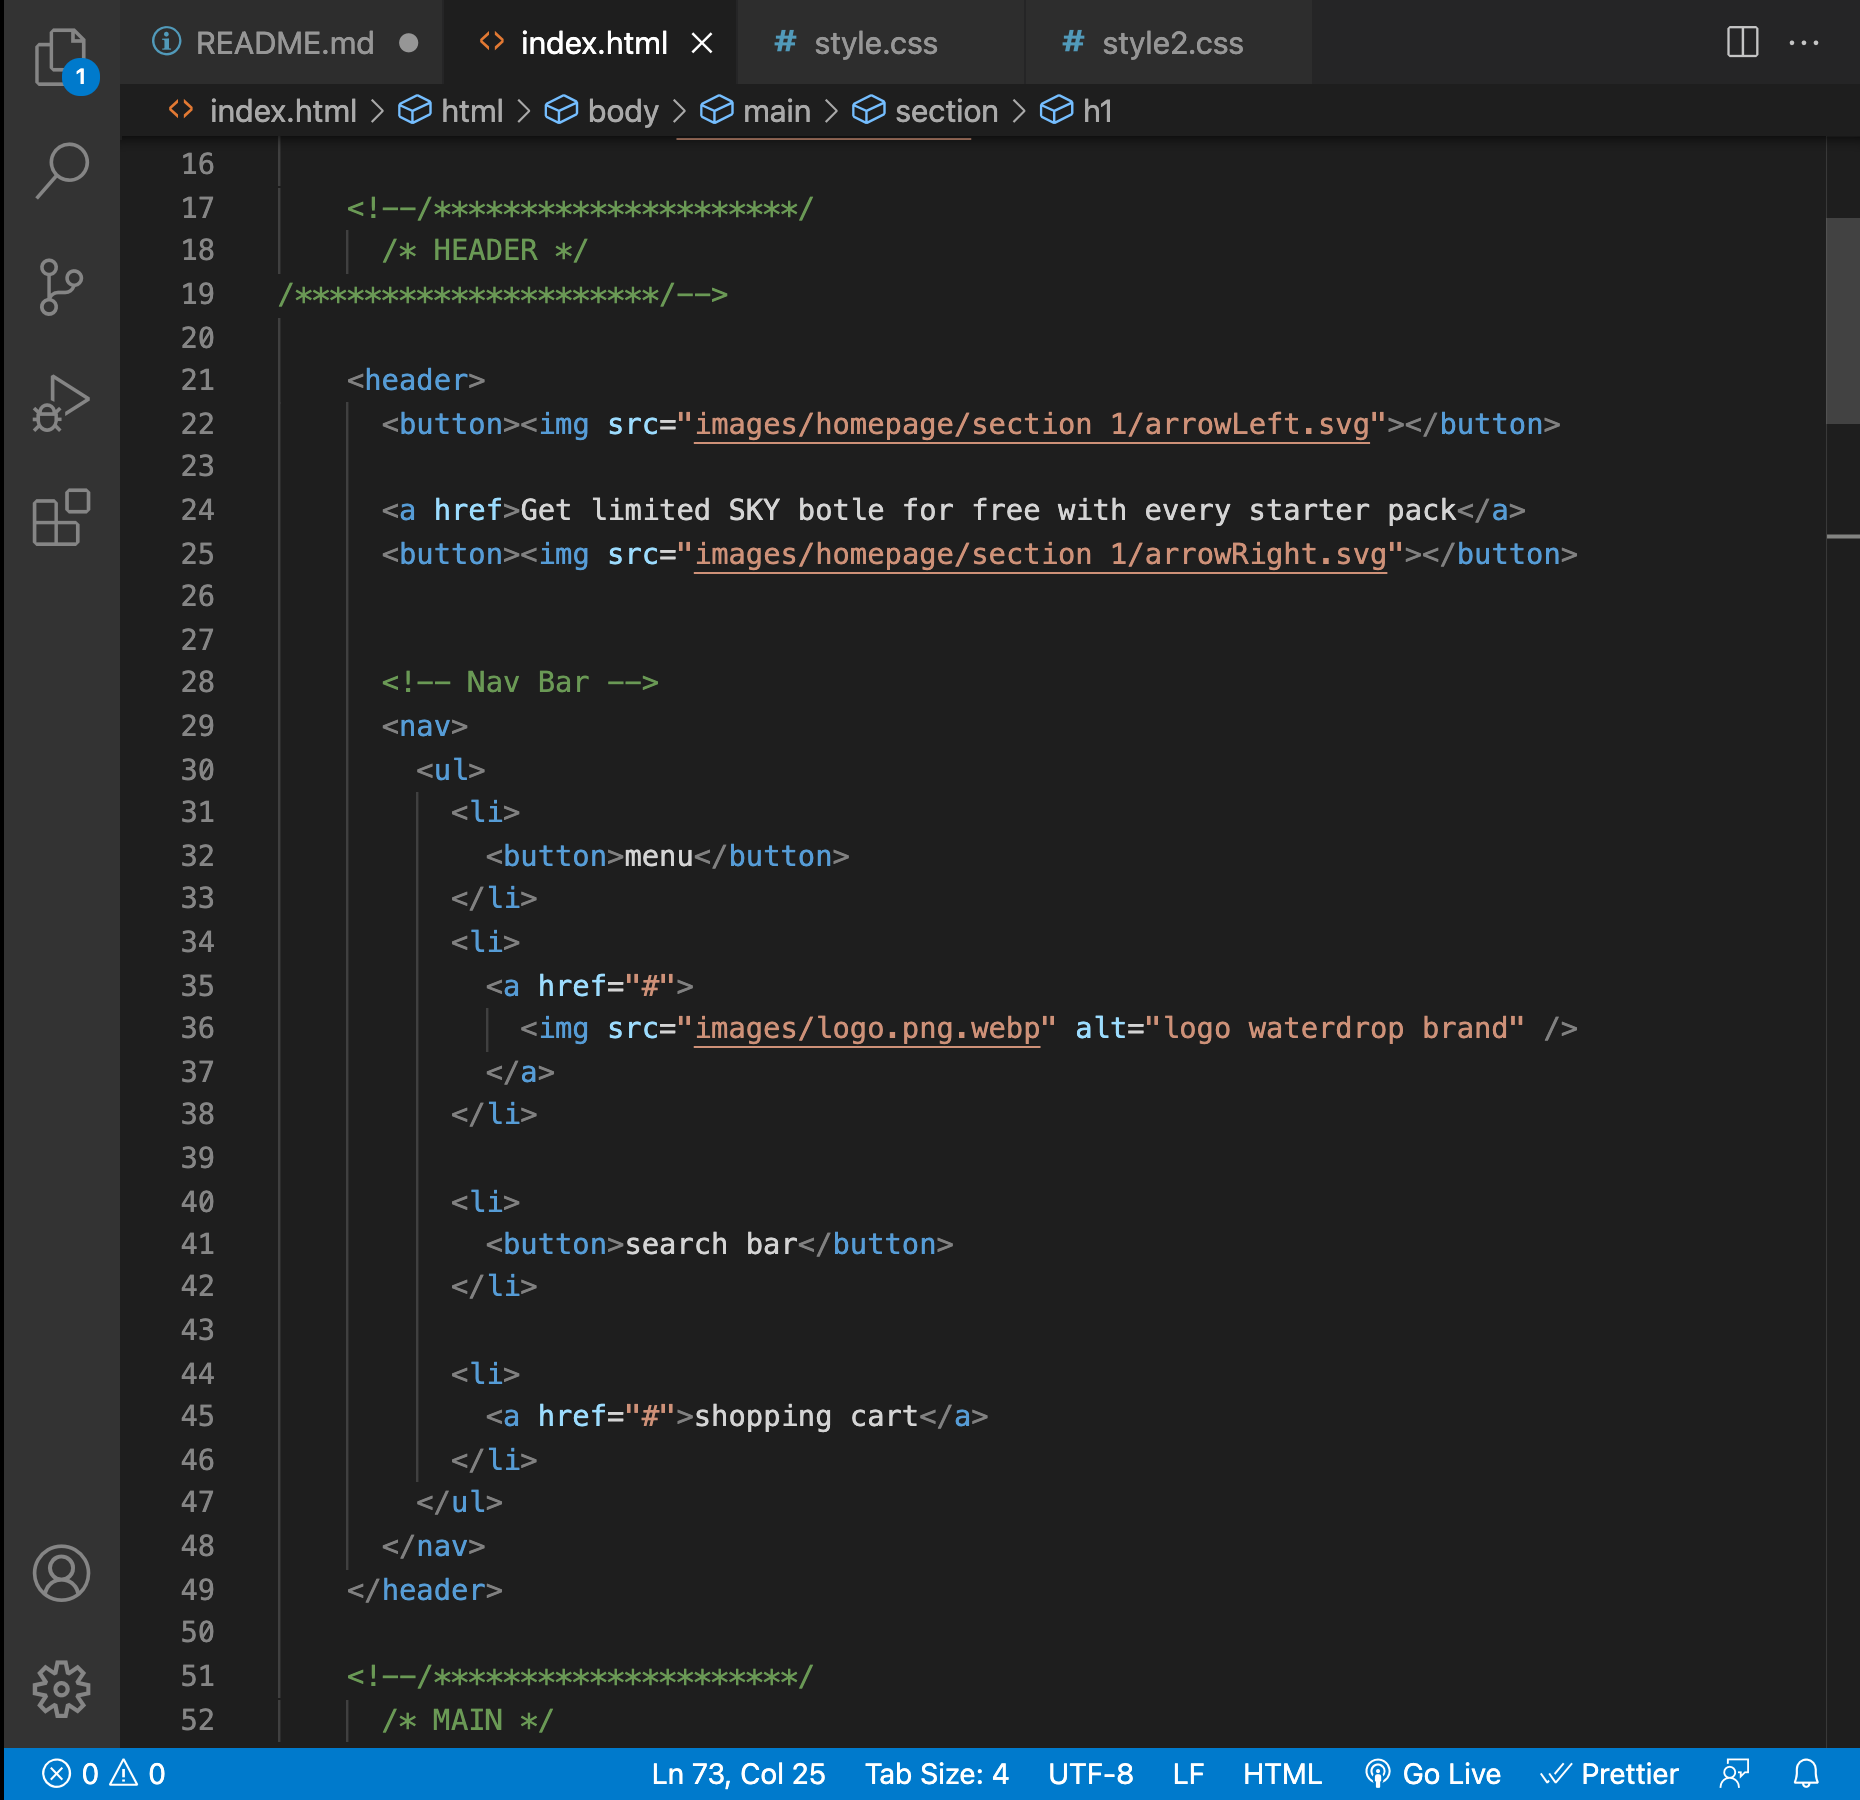 README.md
index.html
# style.css
# style2.css
1
index.html > html > body > main > section > h1
16
17 <!--/*********************/
18 /* HEADER */
19 /*********************/-->
20
21 <header>
22 <button><img src="images/homepage/section 1/arrowLeft.svg"></button>
23
24 <a href>Get limited SKY botle for free with every starter pack</a>
25 <button><img src="images/homepage/section 1/arrowRight.svg"></button>
26
27
28 <!-- Nav Bar -->
29 <nav>
30 <ul>
31 <li>
32 <button>menu</button>
33 </li>
34 <li>
35 <a href="#">
36 <img src="images/logo.png.webp" alt="logo waterdrop brand" />
37 </a>
38 </li>
39
40 <li>
41 <button>search bar</button>
42 </li>
43
44 <li>
45 <a href="#">shopping cart</a>
46 </li>
47 </ul>
48 </nav>
49 </header>
50
51 <!--/*********************/
52 /* MAIN */
0 0 Ln 73, Col 25 Tab Size: 4 UTF-8 LF HTML Go Live Prettier